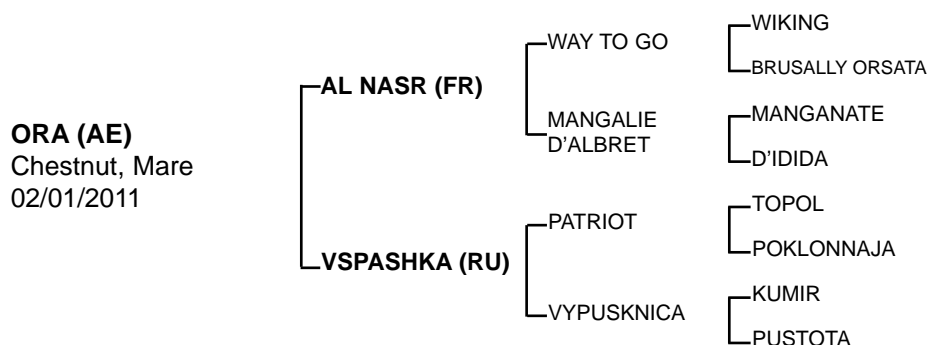 ORA (AE)
Chestnut, Mare
02/01/2011
AL NASR (FR)
VSPASHKA (RU)
WAY TO GO
MANGALIE
D'ALBRET
PATRIOT
VYPUSKNICA
WIKING
BRUSALLY ORSATA
MANGANATE
D'IDIDA
TOPOL
POKLONNAJA
KUMIR
PUSTOTA